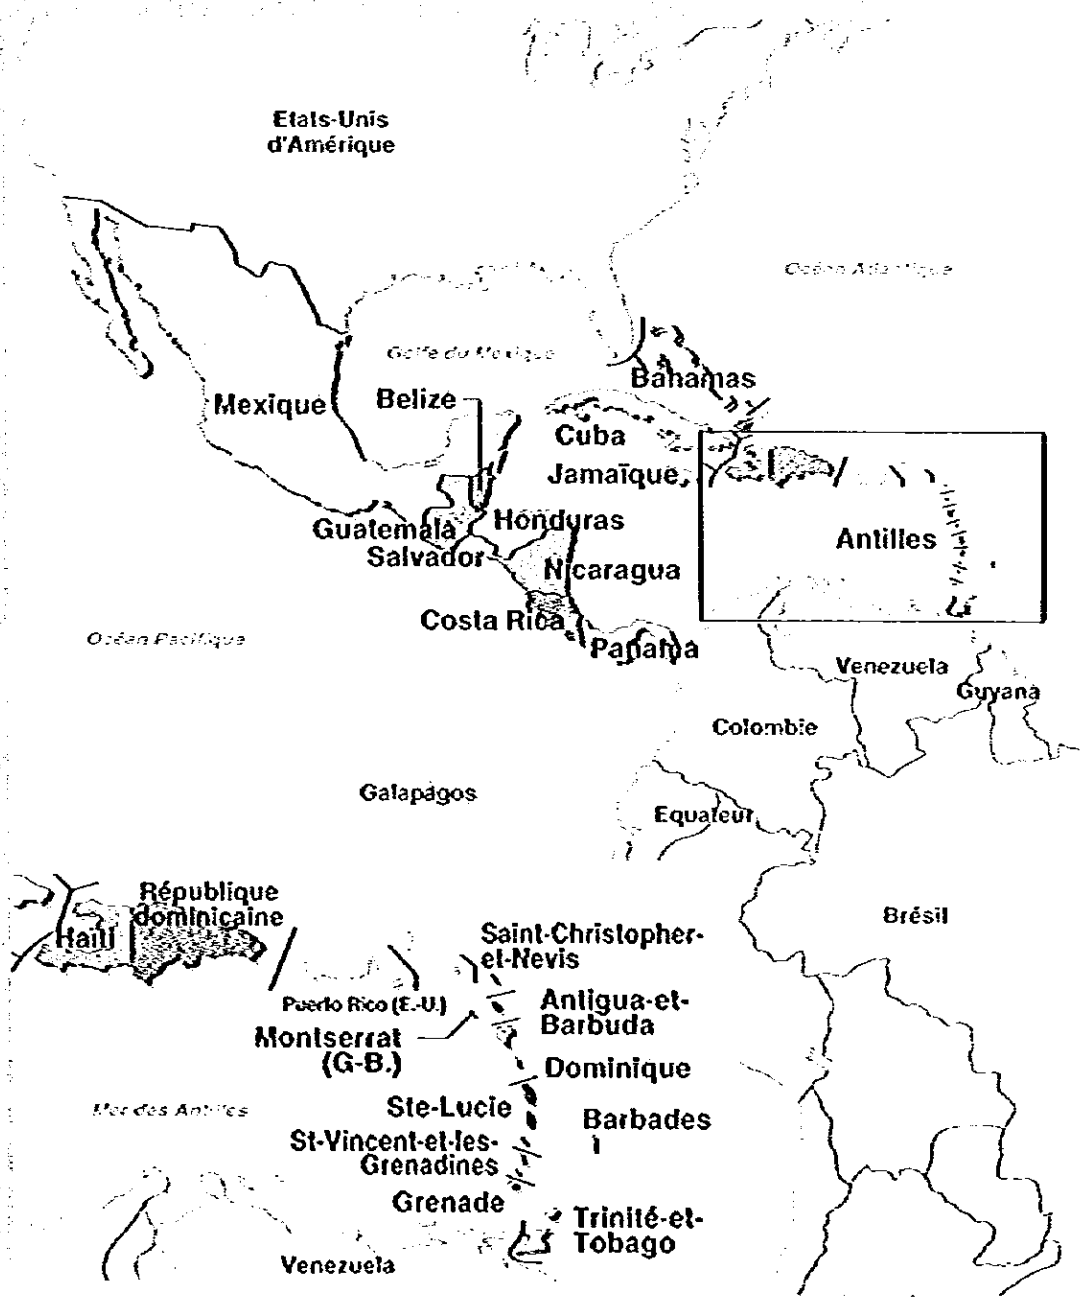 Etats-Unis
d'Amérique
Océan Atlantique
Golfe du Mexique
Bahamas
Mexique
Belize
Cuba
Jamaïque
Guatemala
Honduras
Antilles
Salvador
Nicaragua
Costa Rica
Océan Pacifique
Panama
Venezuela
Guyana
Colombie
Galapagos
Equateur
République
dominicaine
Haïti
Brésil
Saint-Christopher-
et-Nevis
Puerto Rico (E.-U.)
Antigua-et-
Barbuda
Montserrat
(G-B.)
Dominique
Mer des Antilles
Ste-Lucie
Barbades
St-Vincent-et-les-
Grenadines
Grenade
Trinité-et-
Tobago
Venezuela